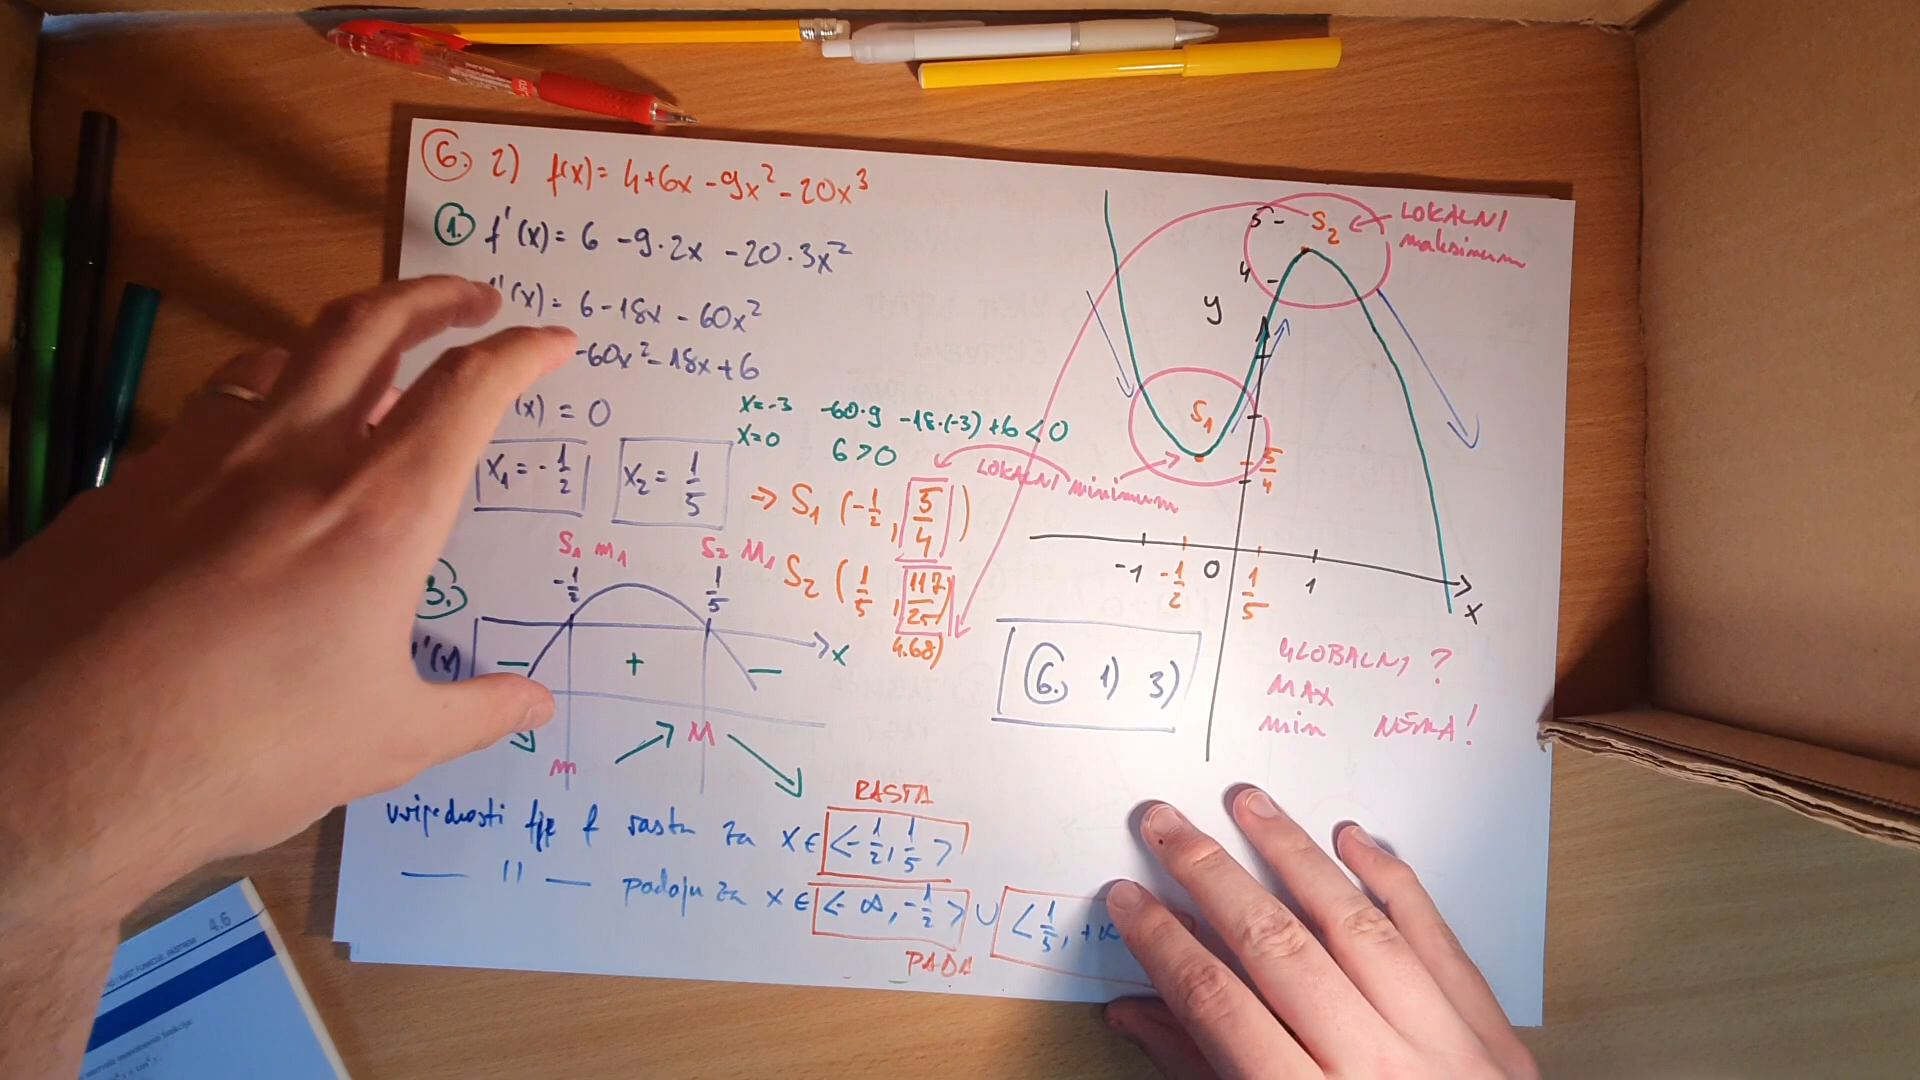 6. 2) f(x) = 4+6x -9x² -20x³
1. f'(x) = 6 -9·2x -20·3x²
'(x) = 6 -18x - 60x²
-60x² - 18x + 6
(x) = 0
x=-3 -60·9 -18·(-3) +6 < 0
x=0 6 > 0
x₁ = -1/2 x₂ = 1/5
=> S₁ (-1/2, 5/4)
S₂ (1/5, 117/25)
4.68)
LOKALNI minimum
S₁ m₁ S₂ M₁
3. -1/2 1/5
'(x) - + - x
m M
vrijednosti fje f rastu za x ∈ <-1/2, 1/5>
RASTA
— 11 — padaju za x ∈ <-∞, -1/2> ∪ <1/5, +∞
PADA
5 S₂ LOKALNI
maksimum
4
y
S₁
5/4
-1 -1/2 0 1/5 1 x
6. 1) 3)
GLOBALNI ?
MAX
min NEMA!
4.6